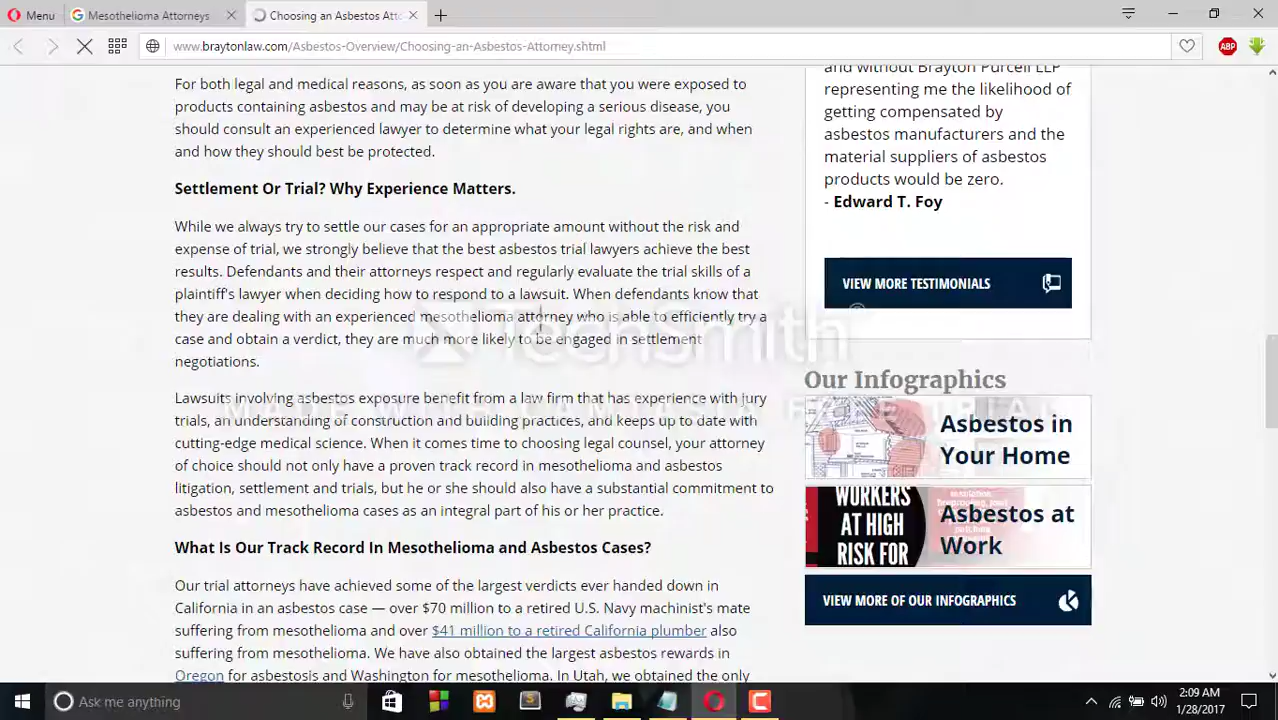 Menu
Mesothelioma Attorneys
Choosing an Asbestos Atto
www.braytonlaw.com/Asbestos-Overview/Choosing-an-Asbestos-Attorney.shtml
ABP
For both legal and medical reasons, as soon as you are aware that you were exposed to
products containing asbestos and may be at risk of developing a serious disease, you
should consult an experienced lawyer to determine what your legal rights are, and when
and how they should best be protected.
Settlement Or Trial? Why Experience Matters.
While we always try to settle our cases for an appropriate amount without the risk and
expense of trial, we strongly believe that the best asbestos trial lawyers achieve the best
results. Defendants and their attorneys respect and regularly evaluate the trial skills of a
plaintiff's lawyer when deciding how to respond to a lawsuit. When defendants know that
they are dealing with an experienced mesothelioma attorney who is able to efficiently try a
case and obtain a verdict, they are much more likely to be engaged in settlement
negotiations.
Lawsuits involving asbestos exposure benefit from a law firm that has experience with jury
trials, an understanding of construction and building practices, and keeps up to date with
cutting-edge medical science. When it comes time to choosing legal counsel, your attorney
of choice should not only have a proven track record in mesothelioma and asbestos
litigation, settlement and trials, but he or she should also have a substantial commitment to
asbestos and mesothelioma cases as an integral part of his or her practice.
What Is Our Track Record In Mesothelioma and Asbestos Cases?
Our trial attorneys have achieved some of the largest verdicts ever handed down in
California in an asbestos case — over $70 million to a retired U.S. Navy machinist's mate
suffering from mesothelioma and over $41 million to a retired California plumber also
suffering from mesothelioma. We have also obtained the largest asbestos rewards in
Oregon for asbestosis and Washington for mesothelioma. In Utah, we obtained the only
and without Brayton Purcell LLP
representing me the likelihood of
getting compensated by
asbestos manufacturers and the
material suppliers of asbestos
products would be zero.
- Edward T. Foy
VIEW MORE TESTIMONIALS
Our Infographics
Asbestos in
Your Home
WORKERS
AT HIGH
RISK FOR
Asbestos at
Work
VIEW MORE OF OUR INFOGRAPHICS
TechSmith
MADE WITH CAMTASIA FREE TRIAL
Ask me anything
2:09 AM
1/28/2017